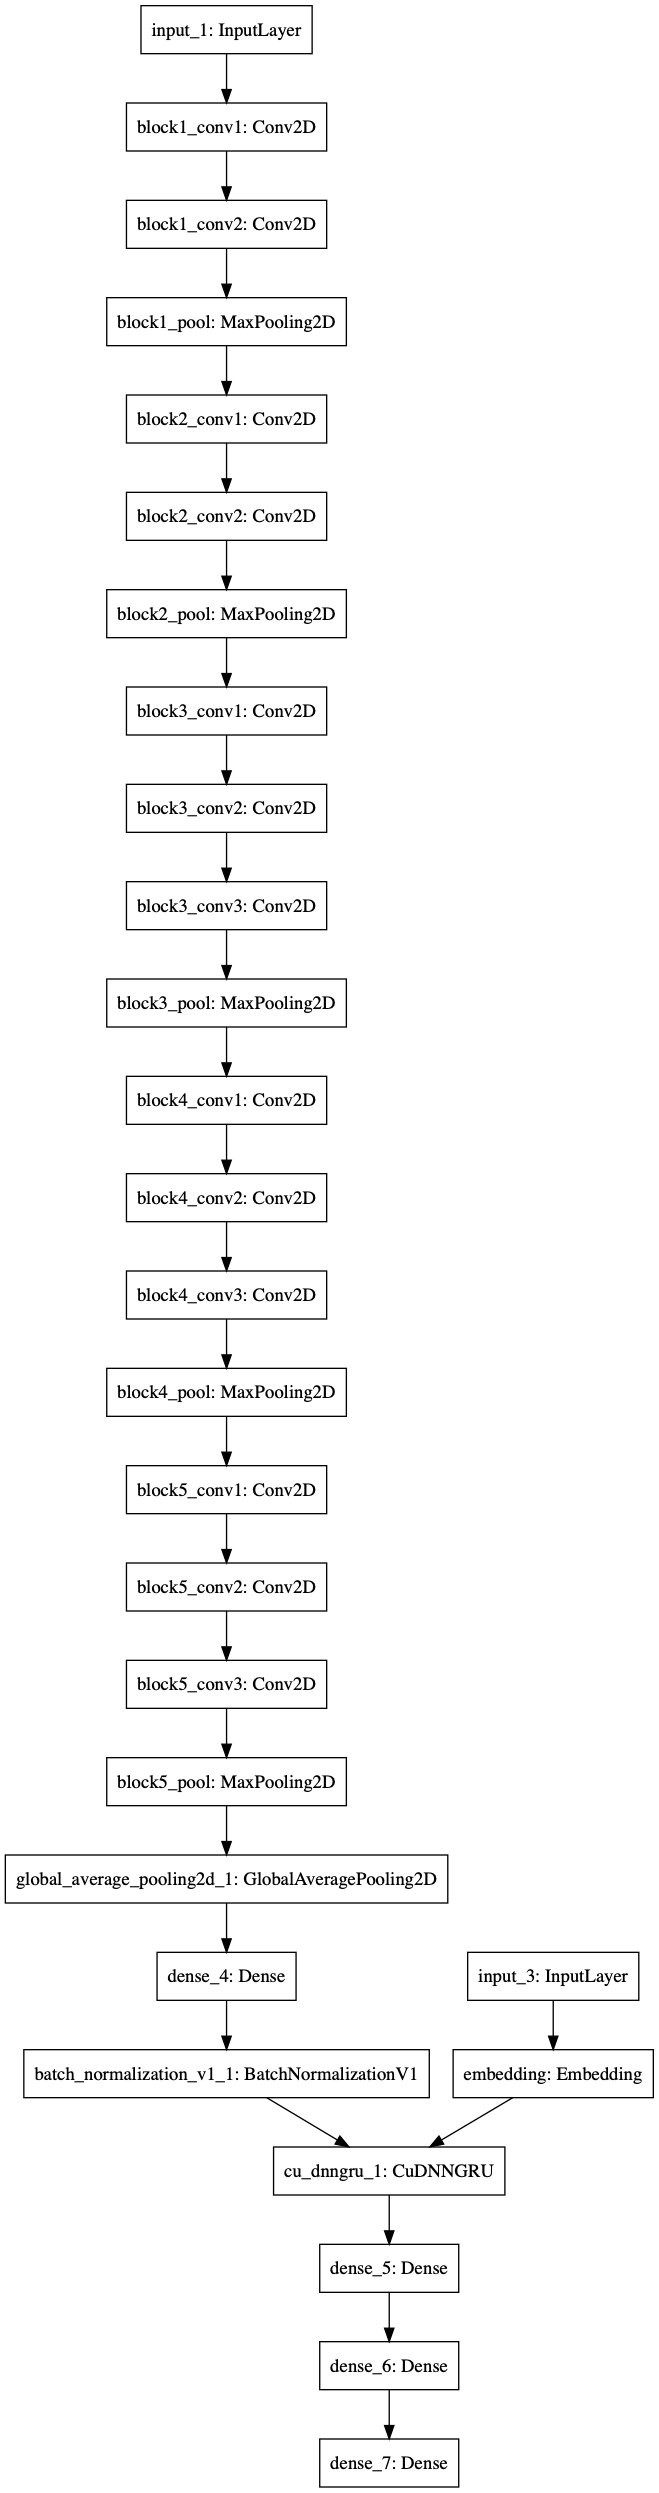 input_1: InputLayer
block1_conv1: Conv2D
block1_conv2: Conv2D
block1_pool: MaxPooling2D
block2_conv1: Conv2D
block2_conv2: Conv2D
block2_pool: MaxPooling2D
block3_conv1: Conv2D
block3_conv2: Conv2D
block3_conv3: Conv2D
block3_pool: MaxPooling2D
block4_conv1: Conv2D
block4_conv2: Conv2D
block4_conv3: Conv2D
block4_pool: MaxPooling2D
block5_conv1: Conv2D
block5_conv2: Conv2D
block5_conv3: Conv2D
block5_pool: MaxPooling2D
global_average_pooling2d_1: GlobalAveragePooling2D
dense_4: Dense
input_3: InputLayer
batch_normalization_v1_1: BatchNormalizationV1
embedding: Embedding
cu_dnngru_1: CuDNNGRU
dense_5: Dense
dense_6: Dense
dense_7: Dense